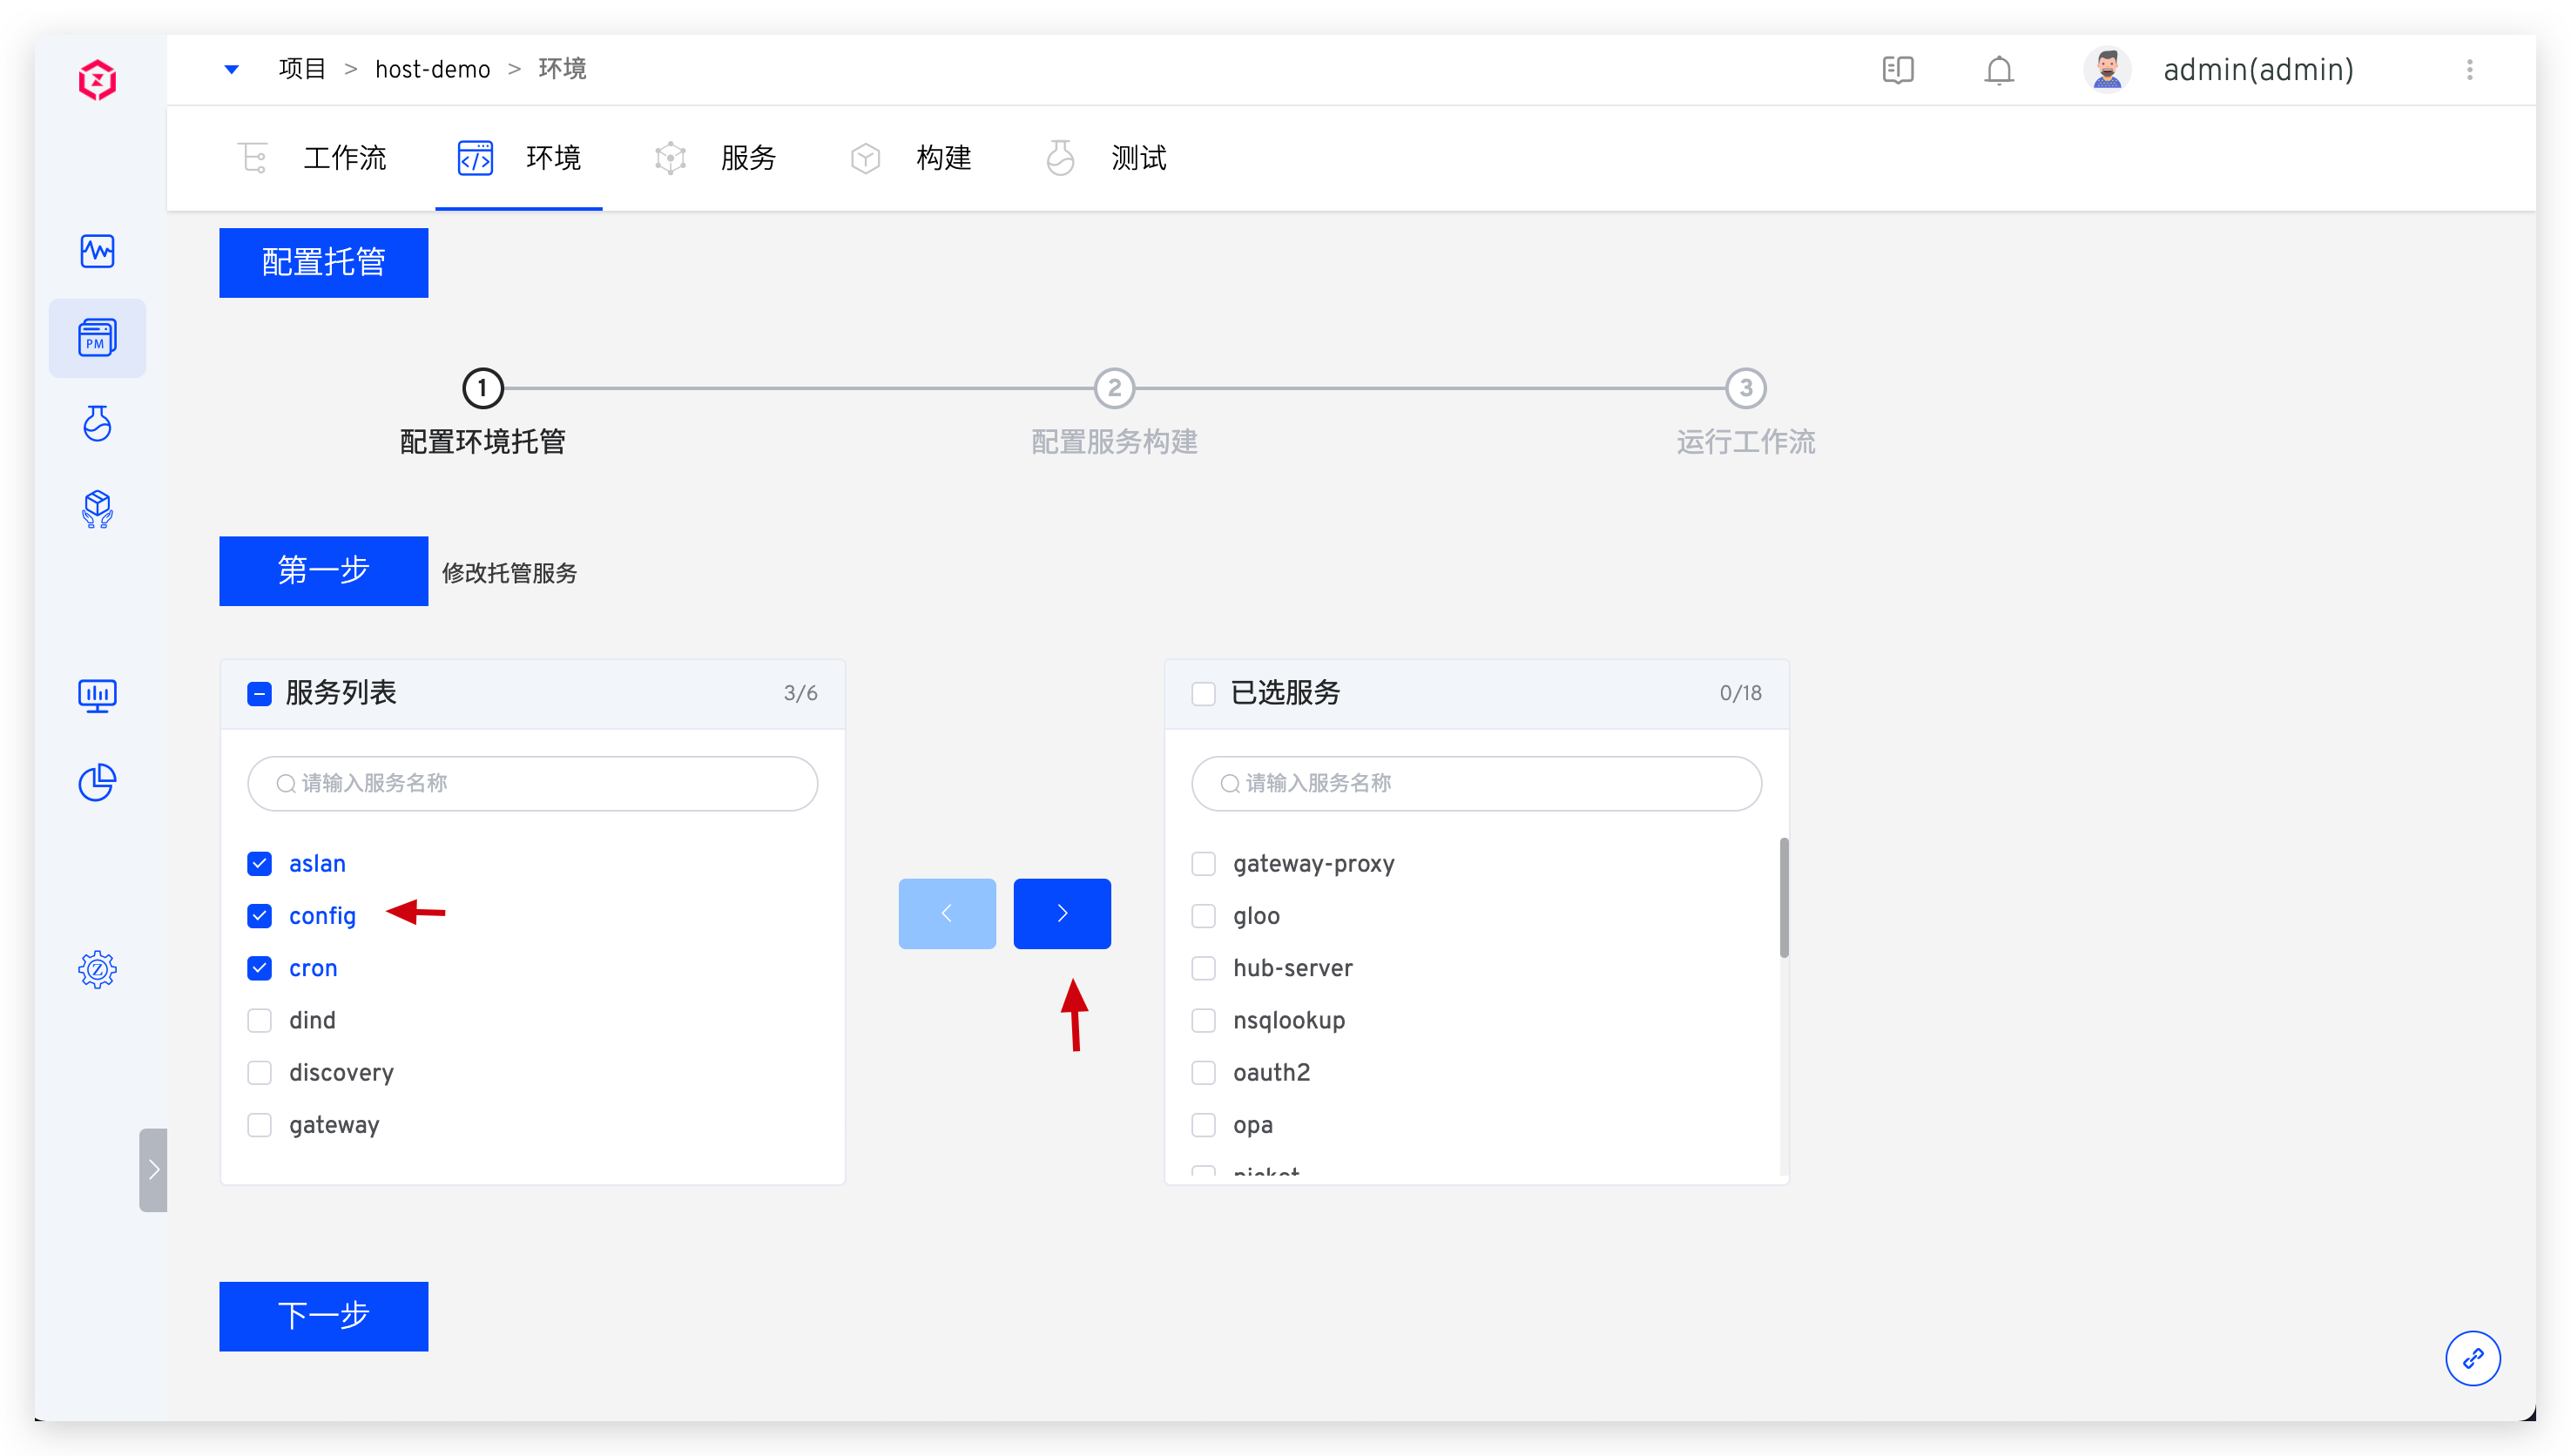 项目 > host-demo > 环境
admin(admin)
工作流
环境
服务
构建
测试
PM
配置托管
1
2
3
配置环境托管
配置服务构建
运行工作流
第一步
修改托管服务
服务列表
3/6
请输入服务名称
aslan
config
cron
dind
discovery
gateway
已选服务
0/18
请输入服务名称
gateway-proxy
gloo
hub-server
nsqlookup
oauth2
opa
下一步